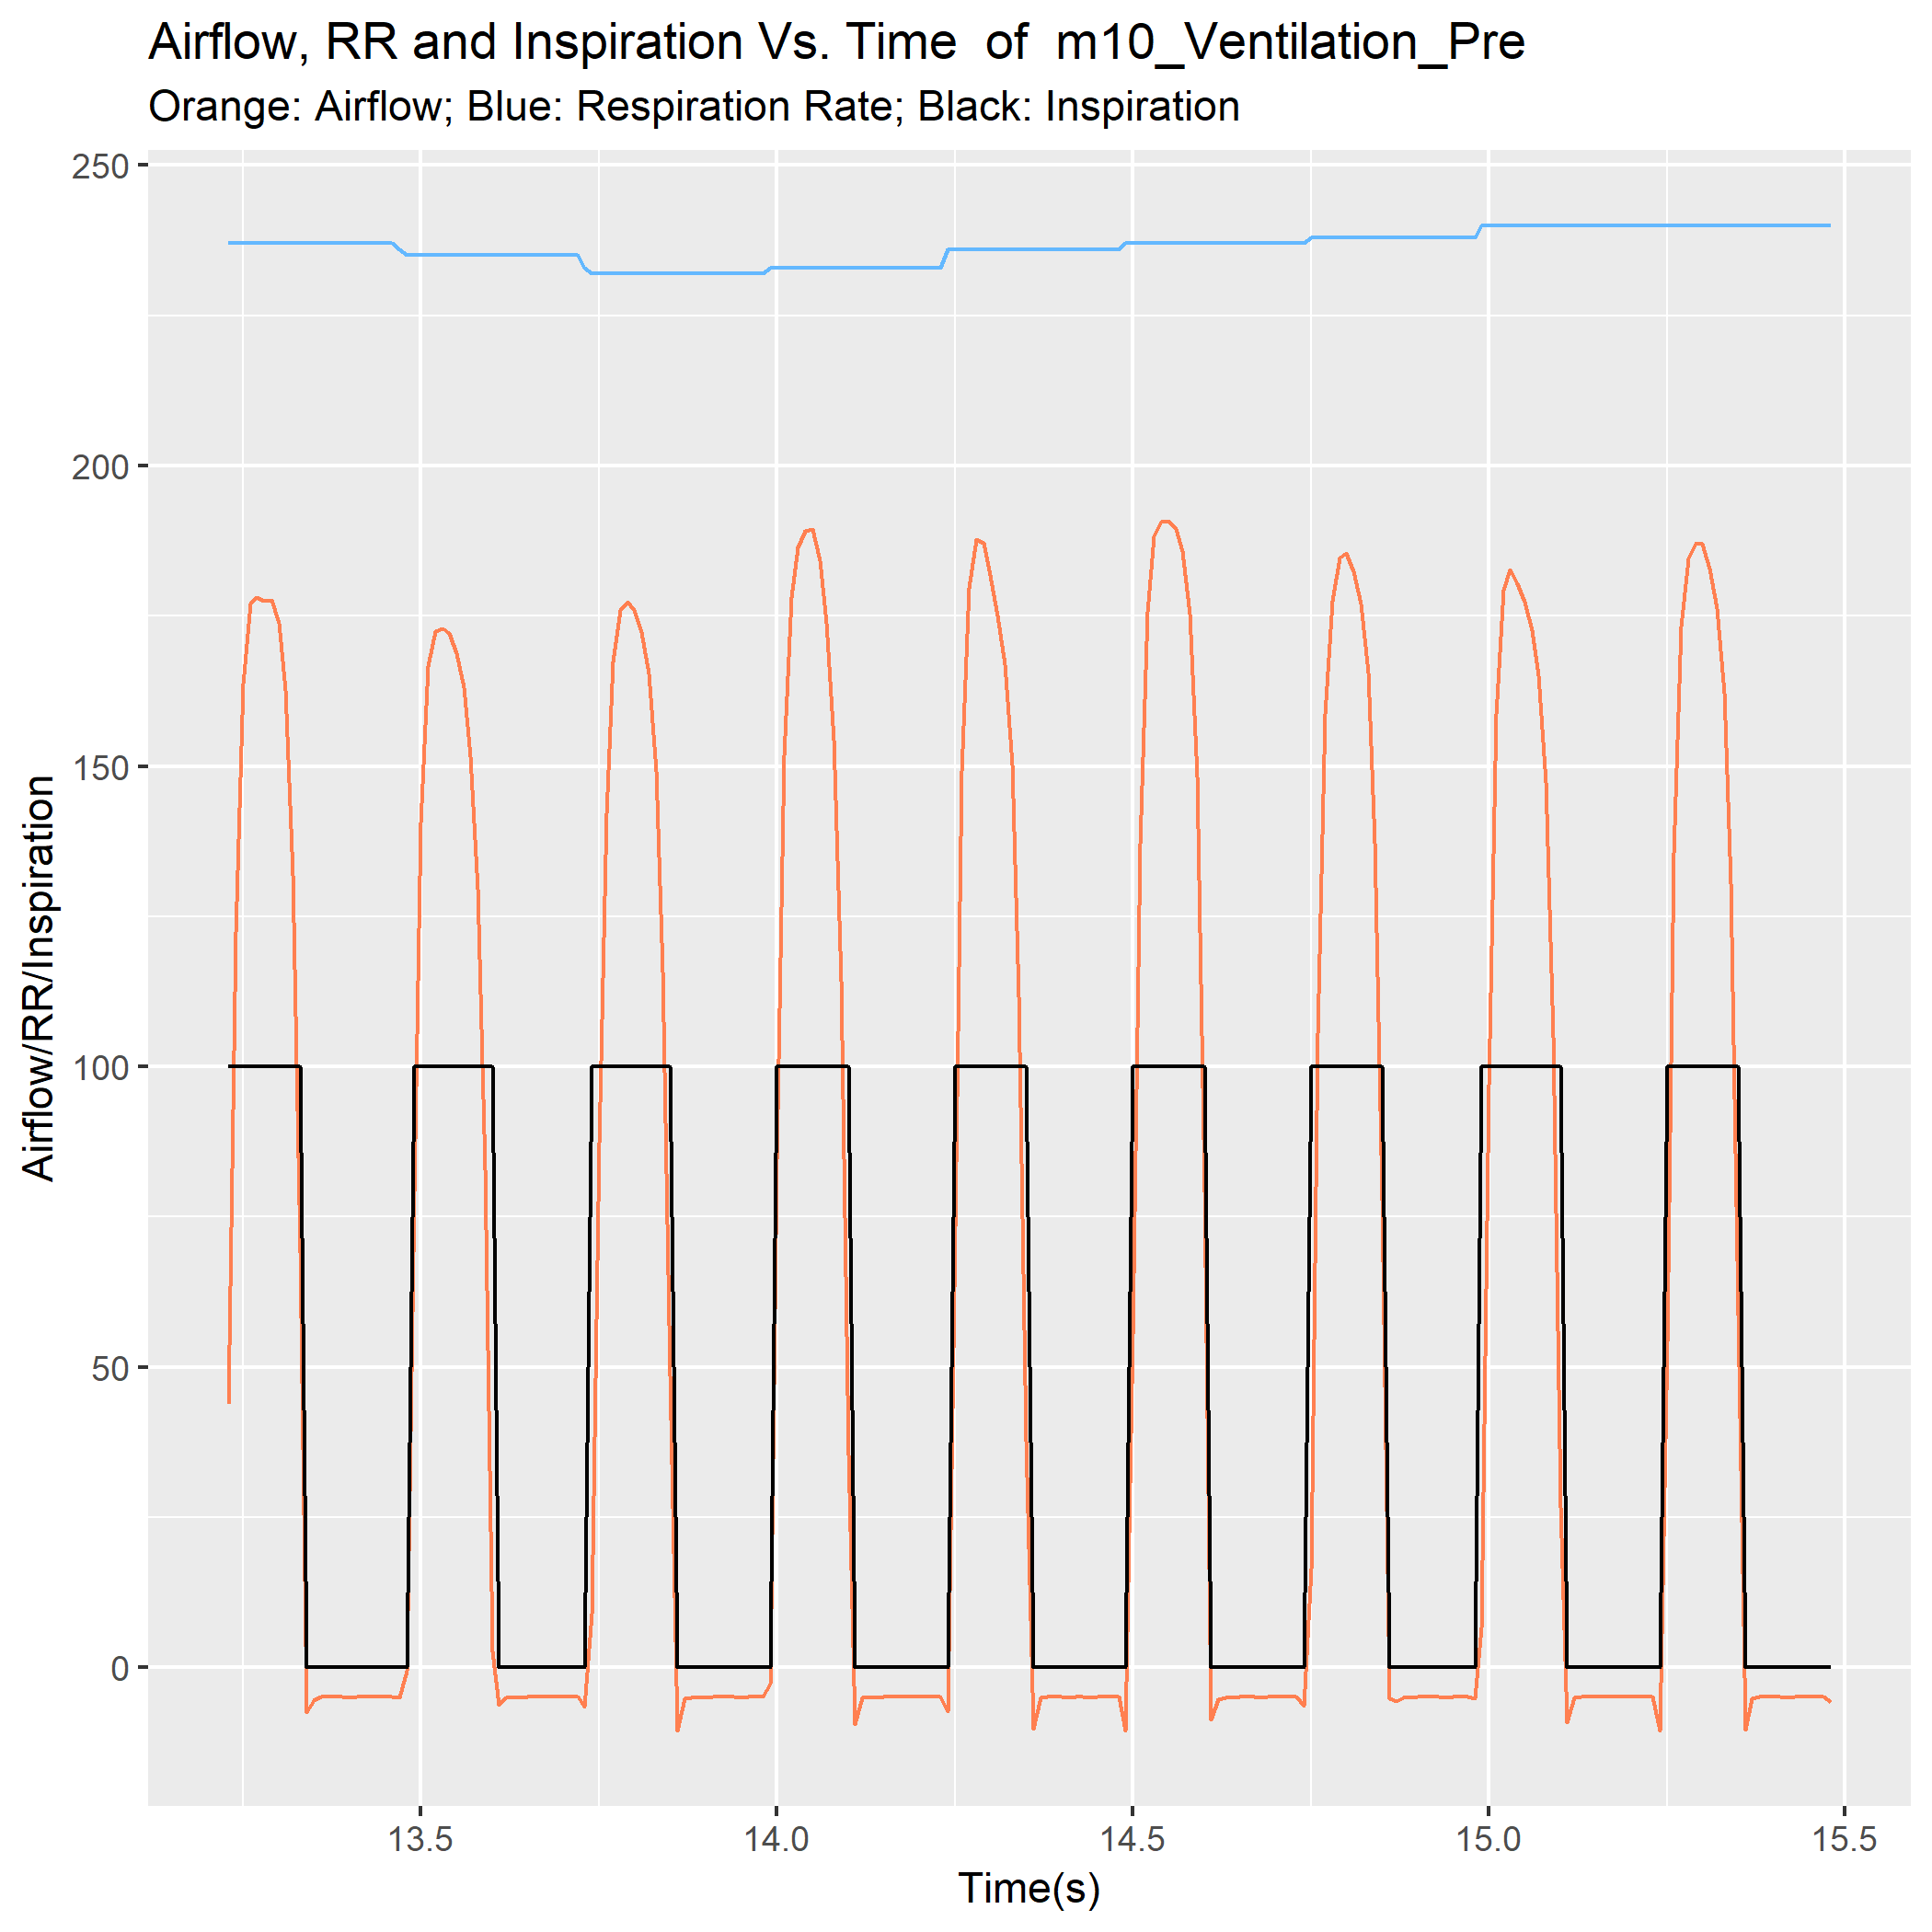 Airflow, RR and Inspiration Vs. Time  of  m10_Ventilation_Pre
Orange: Airflow; Blue: Respiration Rate; Black: Inspiration
250
200
150
100
50
0
Airflow/RR/Inspiration
13.5
14.0
14.5
15.0
15.5
Time(s)